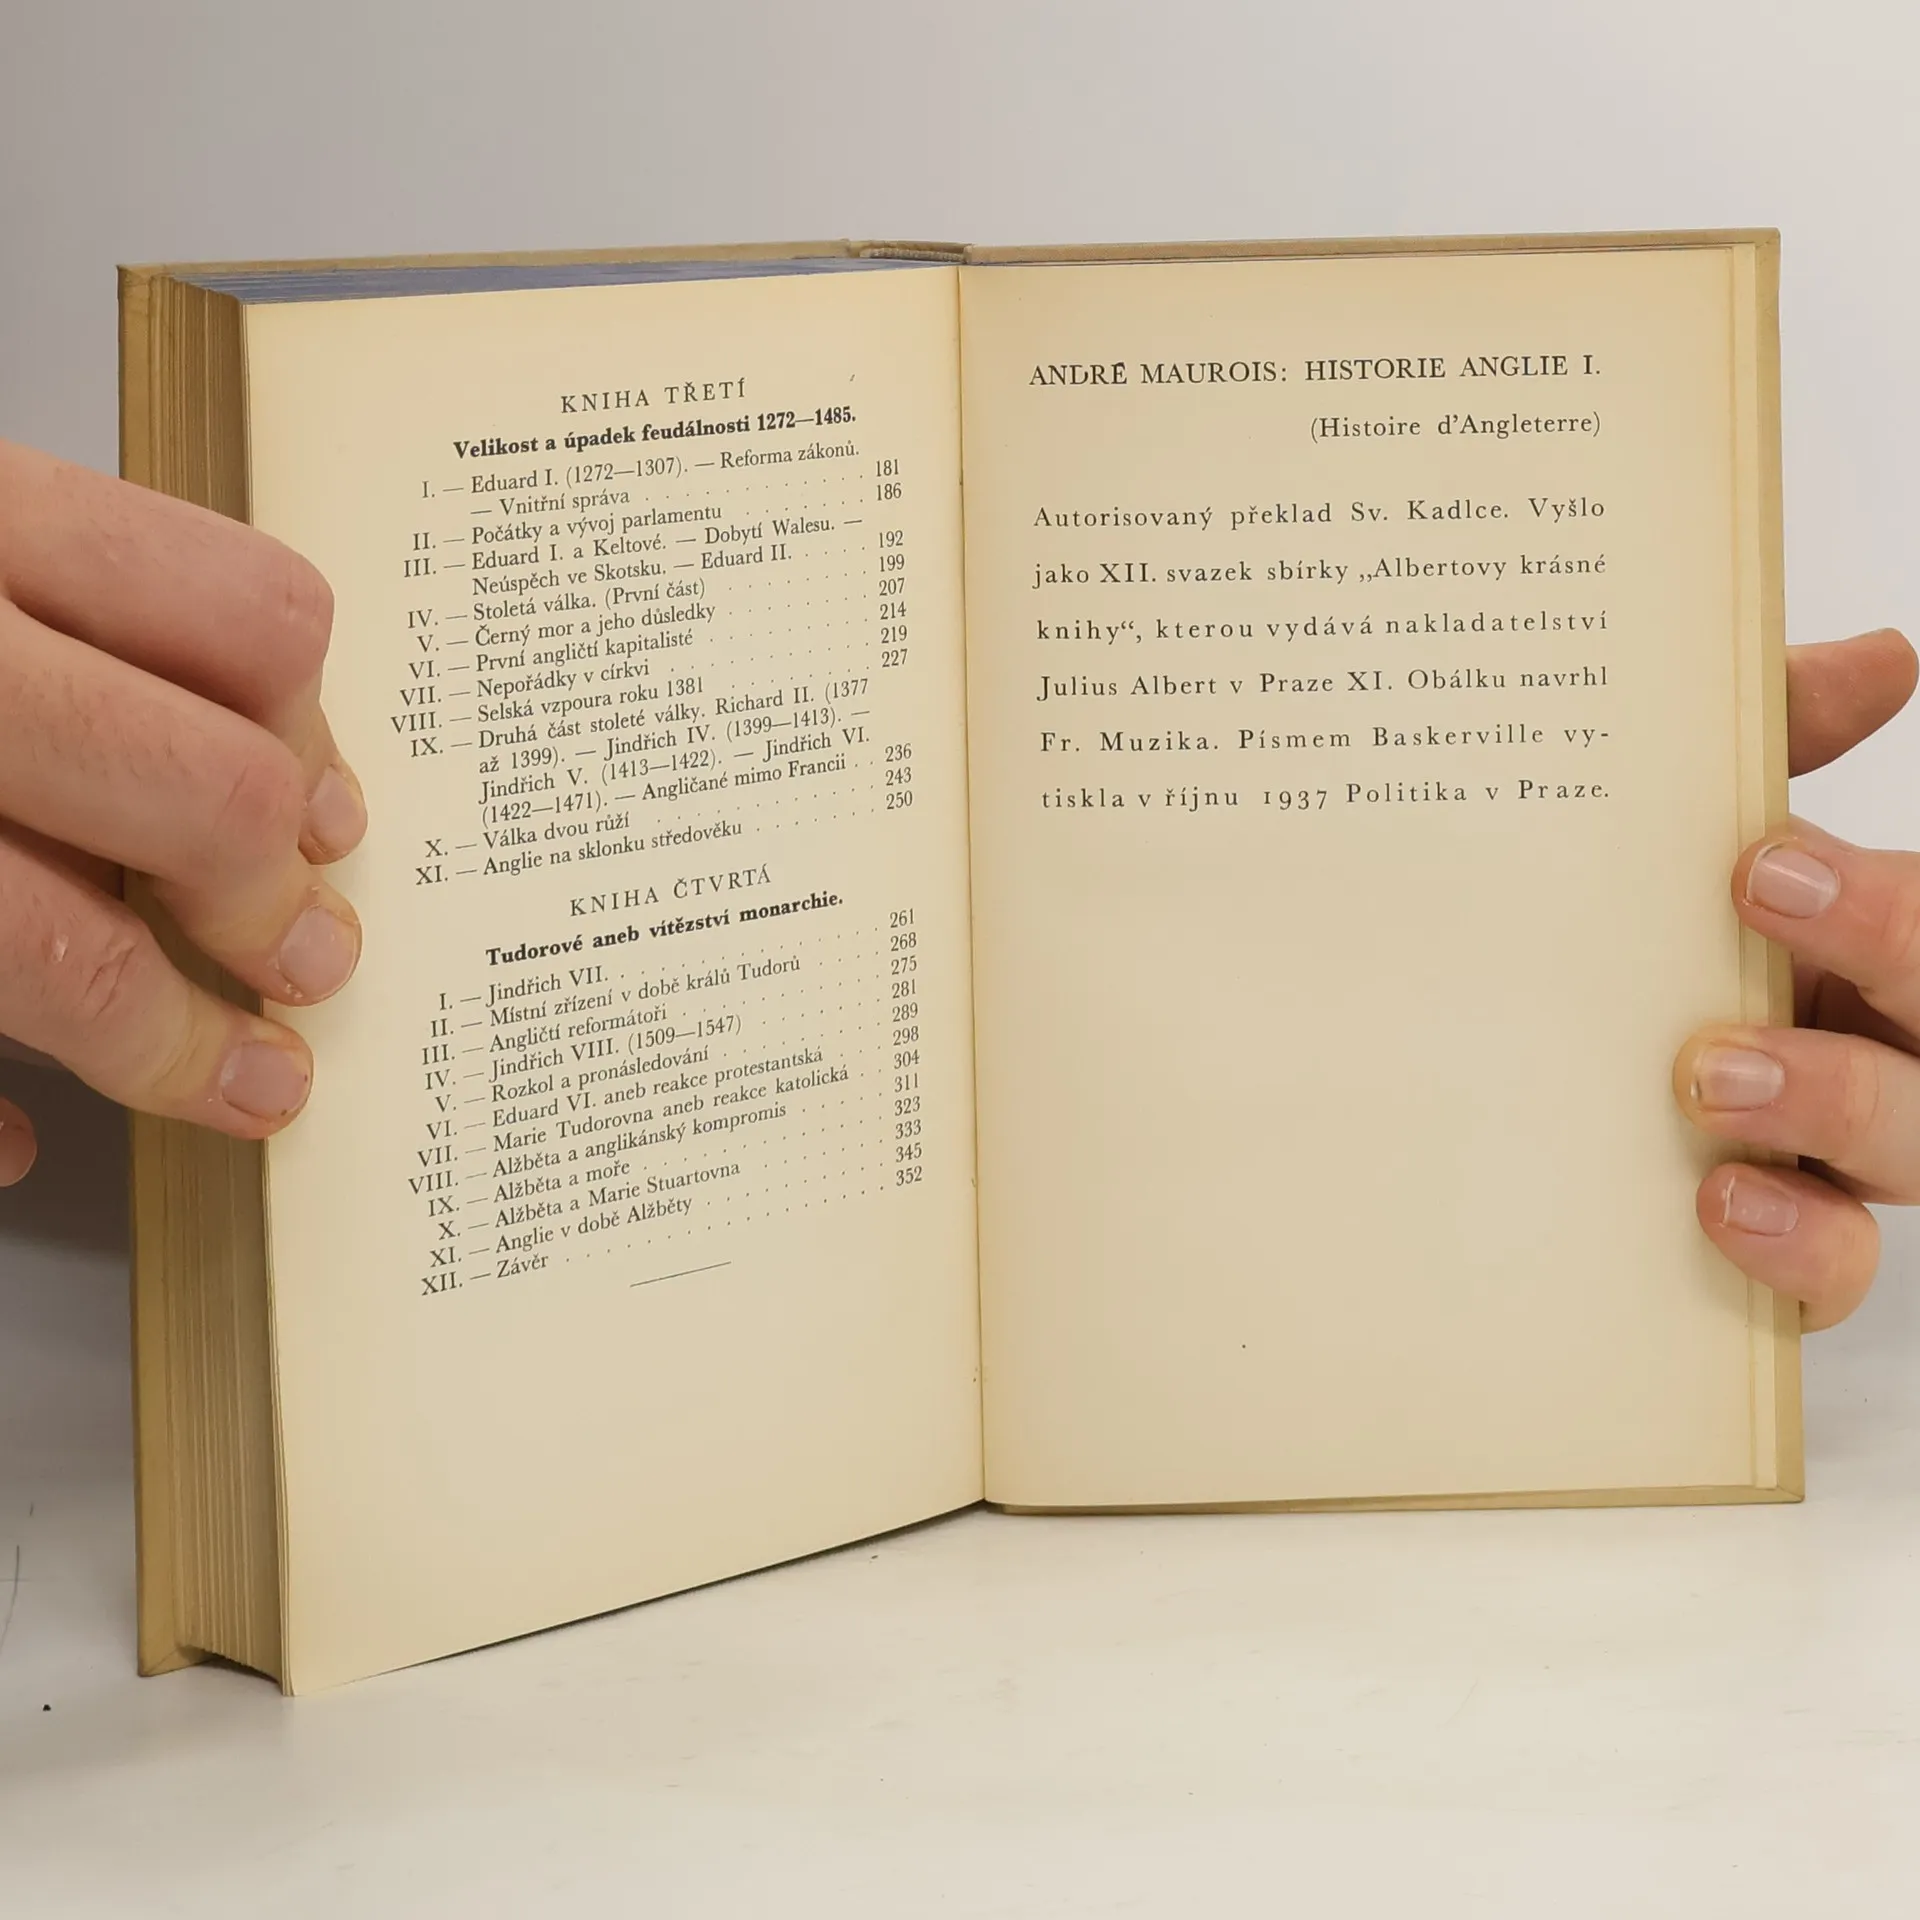 KNIHA TŘETÍ
Velikost a úpadek feudálnosti 1272—1485.
I. — Eduard I. (1272—1307). — Reforma zákonů.
— Vnitřní správa . . . . . . . . . . 181
II. — Počátky a vývoj parlamentu . . . . . . 186
III. — Eduard I. a Keltové. — Dobytí Walesu. —
Neúspěch ve Skotsku. — Eduard II. . . . . 192
IV. — Stoletá válka. (První část) . . . . . . . 199
V. — Černý mor a jeho důsledky . . . . . . . 207
VI. — První angličtí kapitalisté . . . . . . . . 214
VII. — Nepořádky v církvi . . . . . . . . . . 219
VIII. — Selská vzpoura roku 1381 . . . . . . . 227
IX. — Druhá část stoleté války. Richard II. (1377
až 1399). — Jindřich IV. (1399—1413). —
Jindřich V. (1413—1422). — Jindřich VI.
(1422—1471). — Angličané mimo Francii . . 236
X. — Válka dvou růží . . . . . . . . . . 243
XI. — Anglie na sklonku středověku . . . . . . 250
KNIHA ČTVRTÁ
Tudorové aneb vítězství monarchie.
I. — Jindřich VII. . . . . . . . . . . . 261
II. — Místní zřízení v době králů Tudorů . . . . 268
III. — Angličtí reformátoři . . . . . . . . . 275
IV. — Jindřich VIII. (1509—1547) . . . . . . 281
V. — Rozkol a pronásledování . . . . . . . 289
VI. — Eduard VI. aneb reakce protestantská . . . 298
VII. — Marie Tudorovna aneb reakce katolická . . 304
VIII. — Alžběta a anglikánský kompromis . . . . . 311
IX. — Alžběta a moře . . . . . . . . . . . 323
X. — Alžběta a Marie Stuartovna . . . . . . 333
XI. — Anglie v době Alžběty . . . . . . . . 345
XII. — Závěr . . . . . . . . . . . . . 352
ANDRÉ MAUROIS: HISTORIE ANGLIE I.
(Histoire d’Angleterre)
Autorisovaný překlad Sv. Kadlce. Vyšlo
jako XII. svazek sbírky „Albertovy krásné
knihy“, kterou vydává nakladatelství
Julius Albert v Praze XI. Obálku navrhl
Fr. Muzika. Písmem Baskerville vy-
tiskla v říjnu 1937 Politika v Praze.